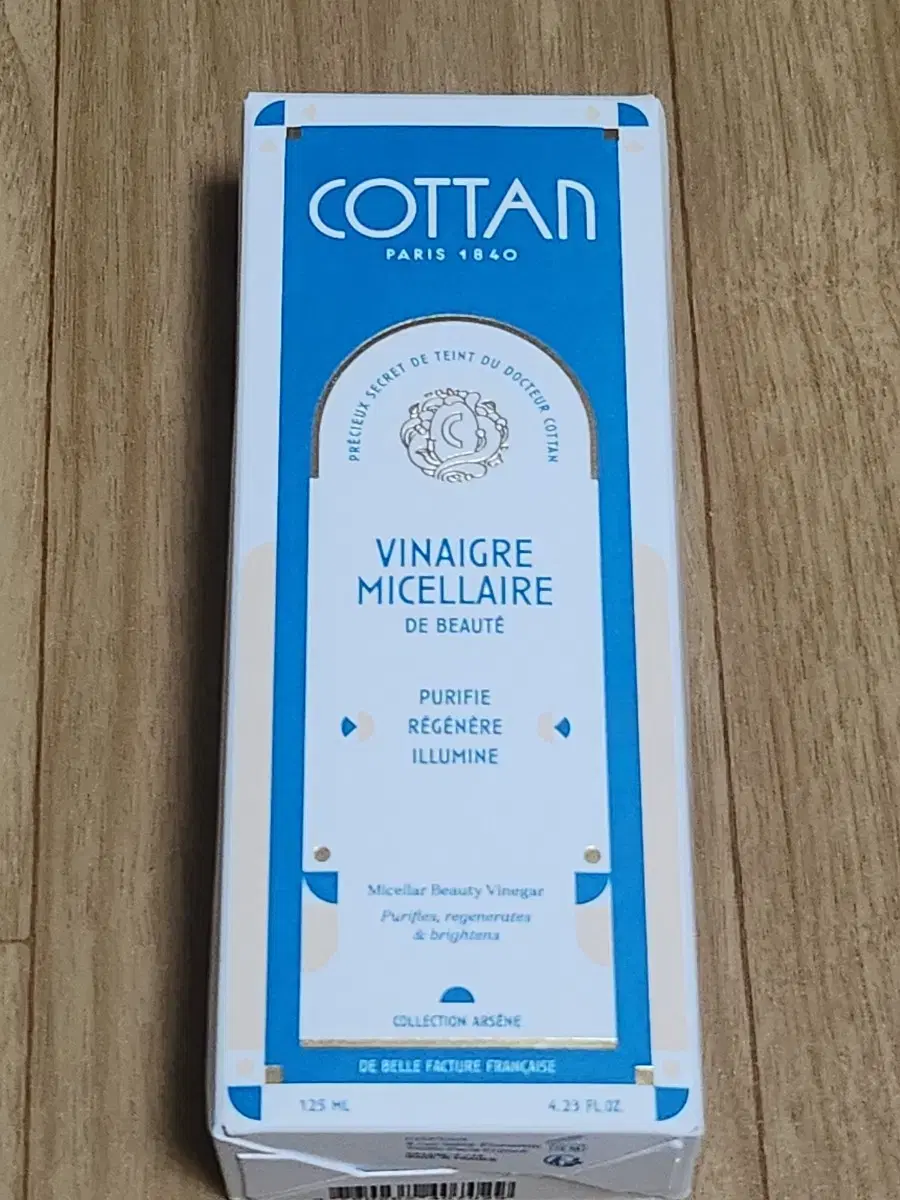 COTTAN
PARIS 1840
PRÉCIEUX SECRET DE TEINT DU DOCTEUR COTTAN
C
VINAIGRE
MICELLAIRE
DE BEAUTÉ
PURIFIE
RÉGÉNÈRE
ILLUMINE
Micellar Beauty Vinegar
Purifies, regenerates
& brightens
COLLECTION ARSÈNE
DE BELLE FACTURE FRANÇAISE
125 ML 4.23 FL.OZ.